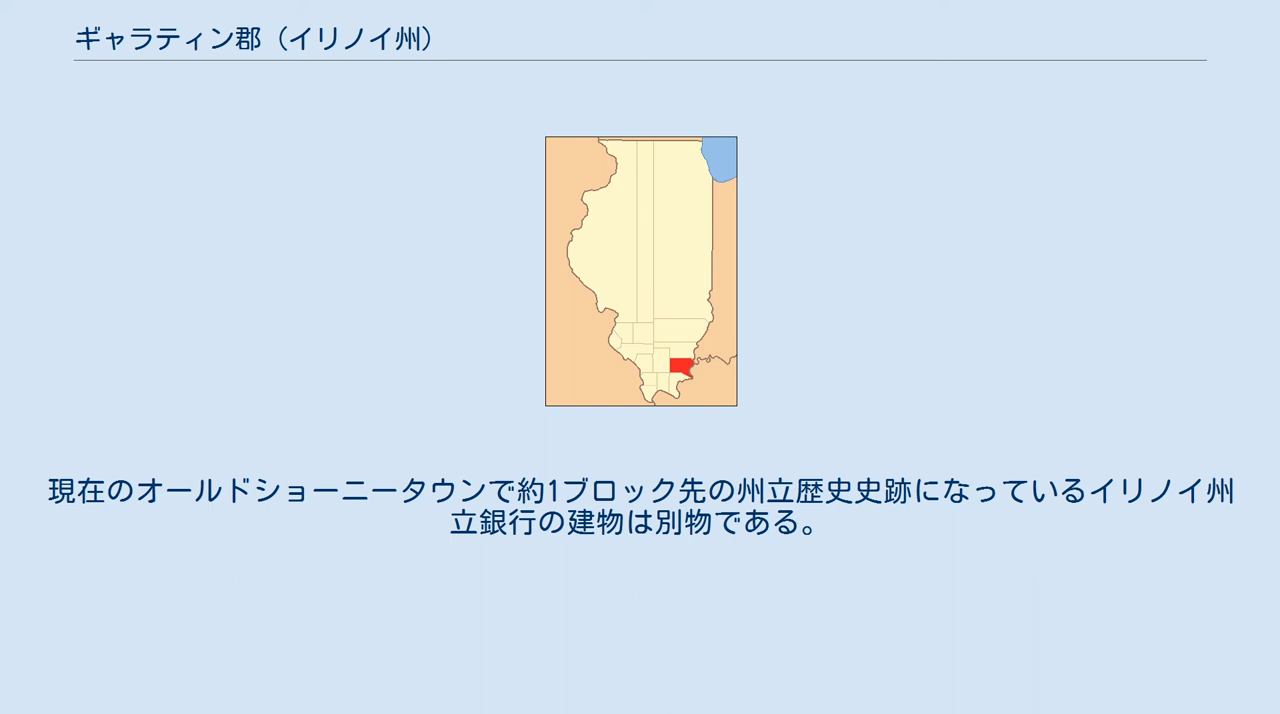 ギャラティン郡（イリノイ州）
現在のオールドショーニータウンで約1ブロック先の州立歴史史跡になっているイリノイ州
立銀行の建物は別物である。